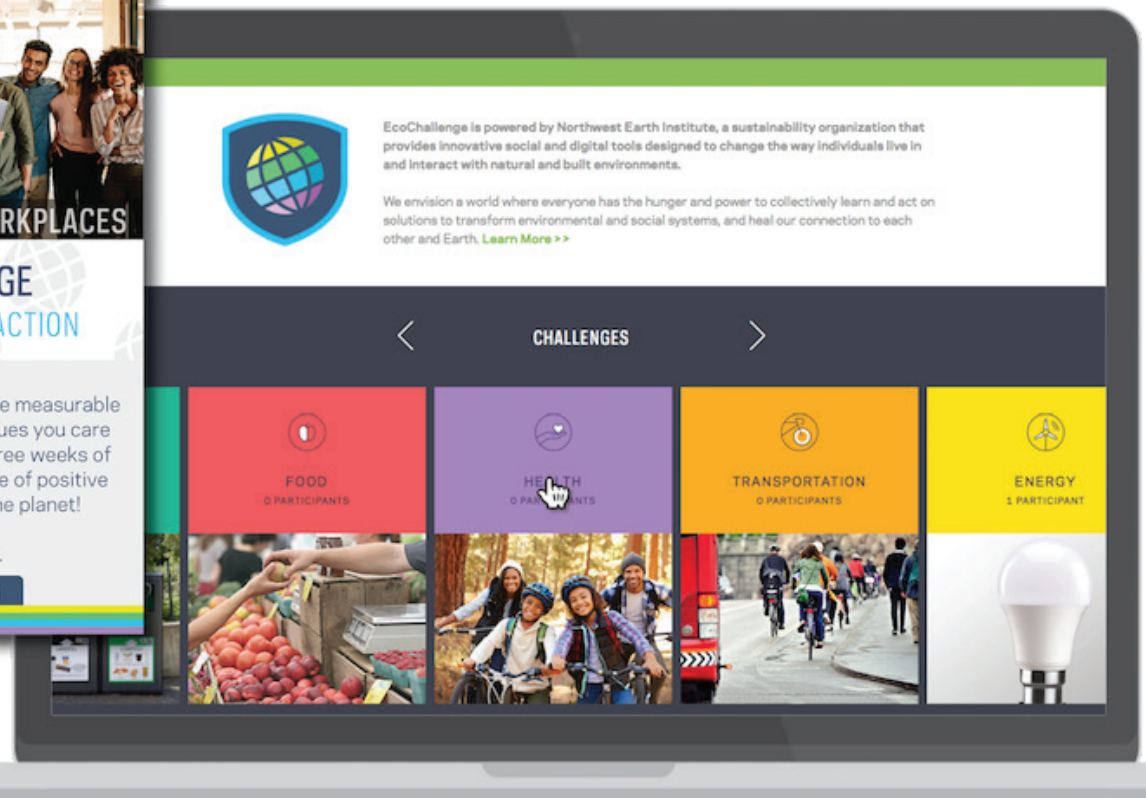 RKPLACES
GE
ACTION
e measurable
ues you care
ree weeks of
e of positive
ne planet!
EcoChallenge is powered by Northwest Earth Institute, a sustainability organization that
provides innovative social and digital tools designed to change the way individuals live in
and interact with natural and built environments.
We envision a world where everyone has the hunger and power to collectively learn and act on
solutions to transform environmental and social systems, and heal our connection to each
other and Earth. Learn More >>
CHALLENGES
FOOD
0 PARTICIPANTS
HEALTH
0 PARTICIPANTS
TRANSPORTATION
0 PARTICIPANTS
ENERGY
1 PARTICIPANT